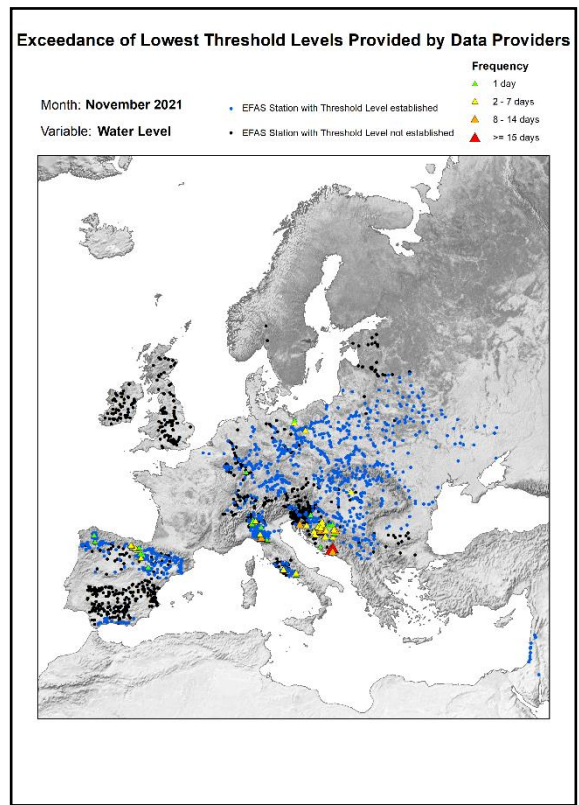 Exceedance of Lowest Threshold Levels Provided by Data Providers
Frequency
1 day
Month: November 2021
EFAS Station with Threshold Level established
2 - 7 days
8 - 14 days
Variable: Water Level
EFAS Station with Threshold Level not established
>= 15 days